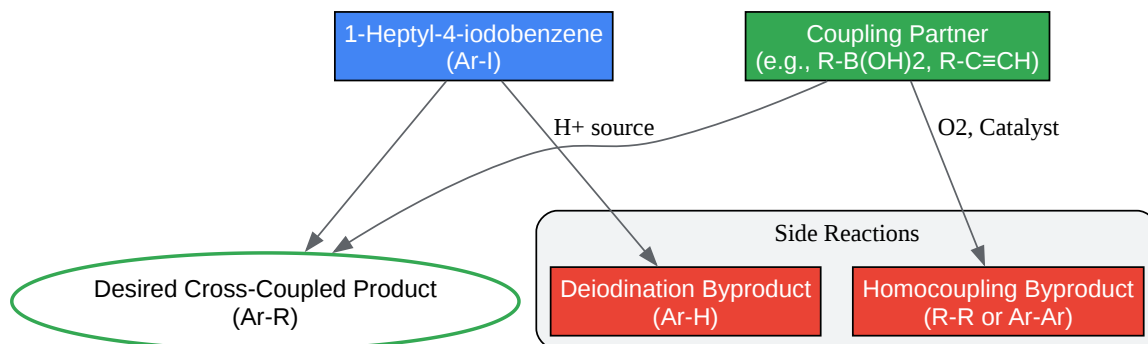 1-Heptyl-4-iodobenzene
(Ar-I)
Coupling Partner
(e.g., R-B(OH)2, R-C≡CH)
H+ source
O2, Catalyst
Side Reactions
Desired Cross-Coupled Product
(Ar-R)
Deiodination Byproduct
(Ar-H)
Homocoupling Byproduct
(R-R or Ar-Ar)